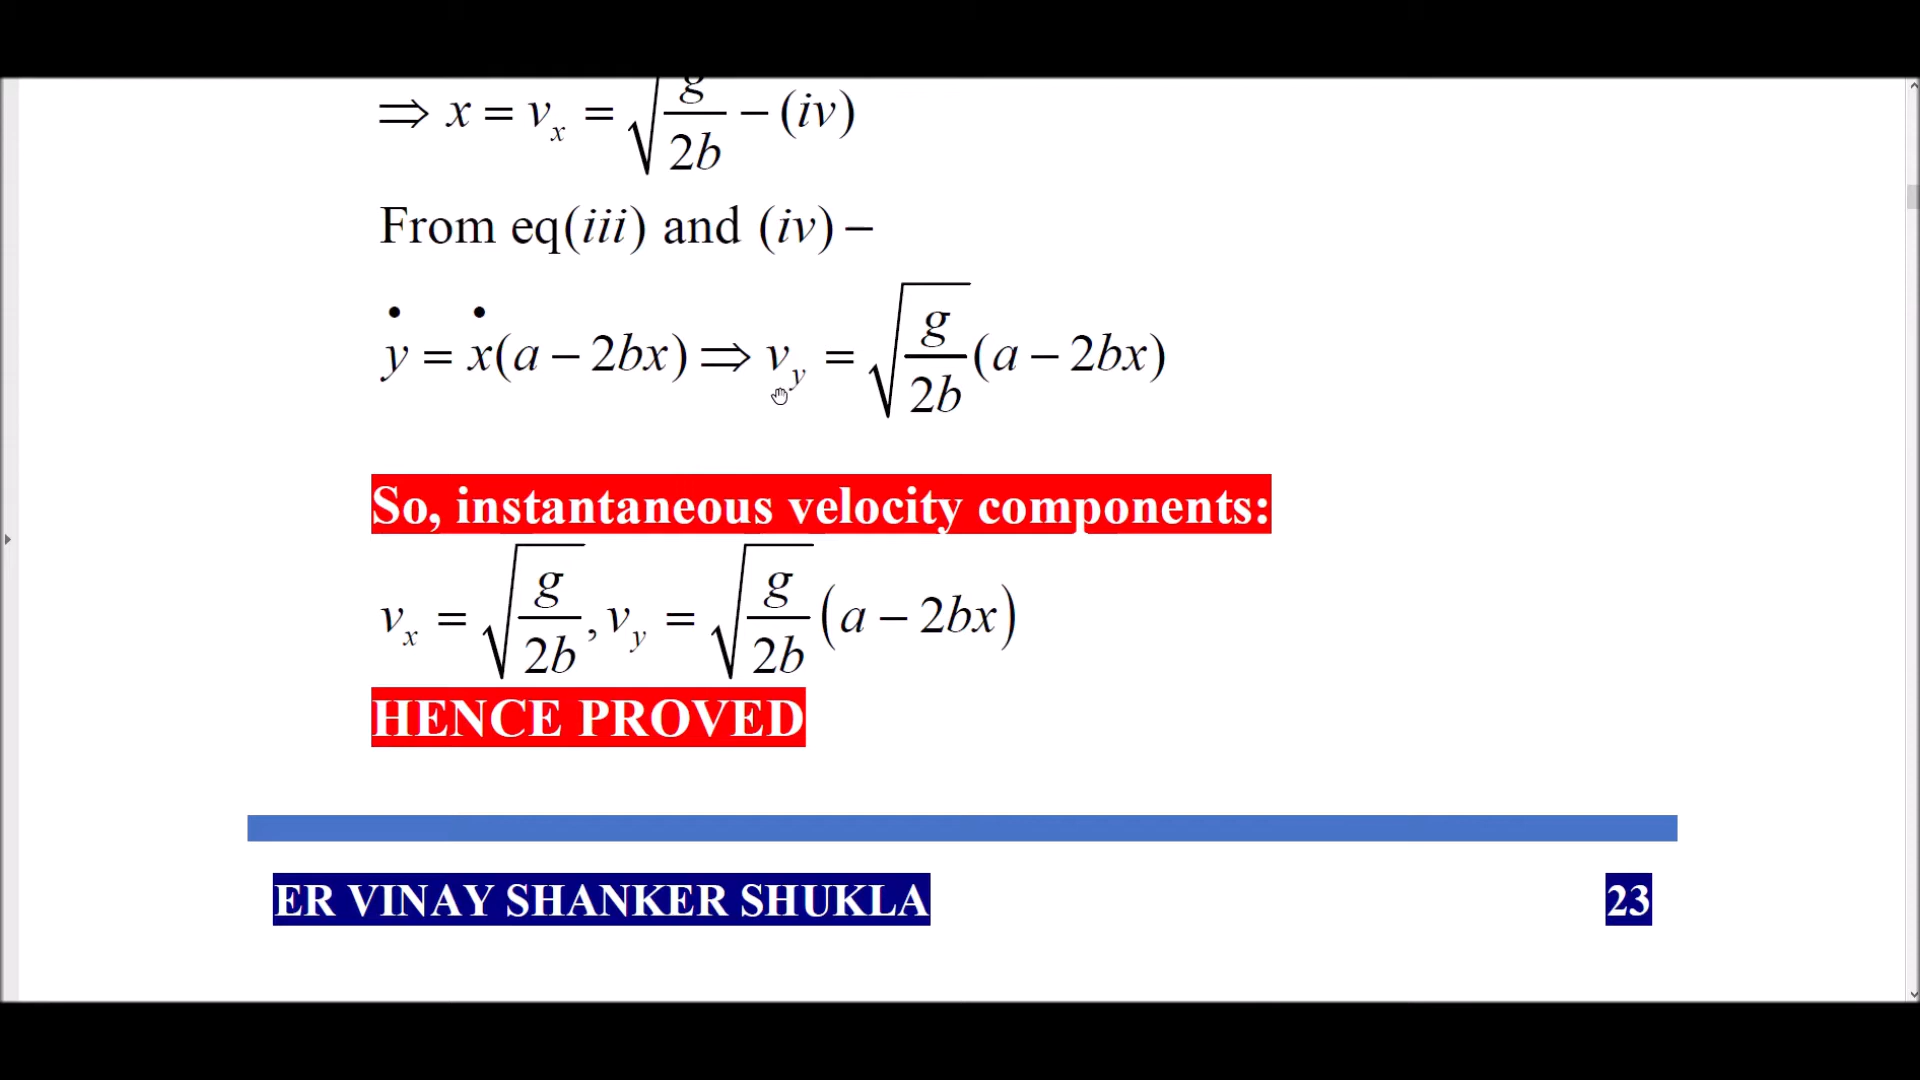 ⇒ x = vₓ = √(g/2b) − (iv)
From eq(iii) and (iv) −
ẏ = ẋ(a − 2bx) ⇒ v_y = √(g/2b)(a − 2bx)
So, instantaneous velocity components:
vₓ = √(g/2b), v_y = √(g/2b)(a − 2bx)
HENCE PROVED
ER VINAY SHANKER SHUKLA 23